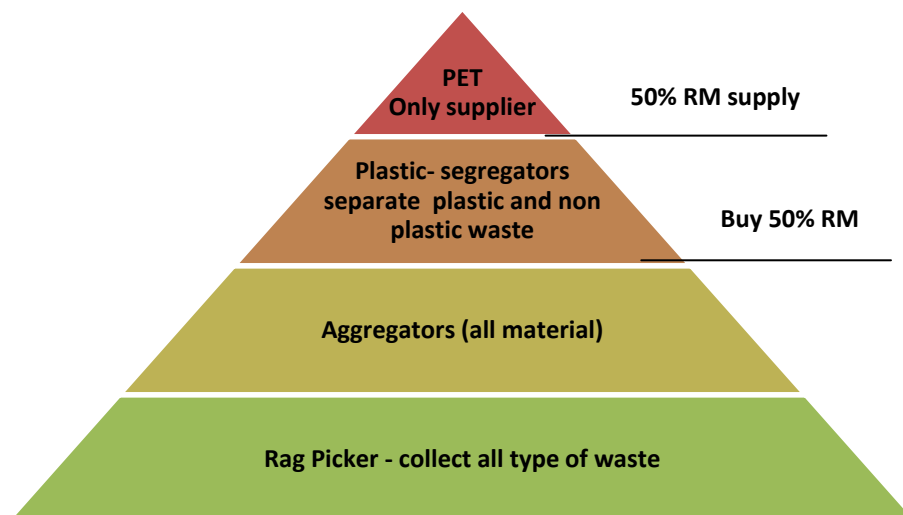 PET
Only supplier
50% RM supply
Plastic- segregators
separate  plastic and non
plastic waste
Buy 50% RM
Aggregators (all material)
Rag Picker - collect all type of waste